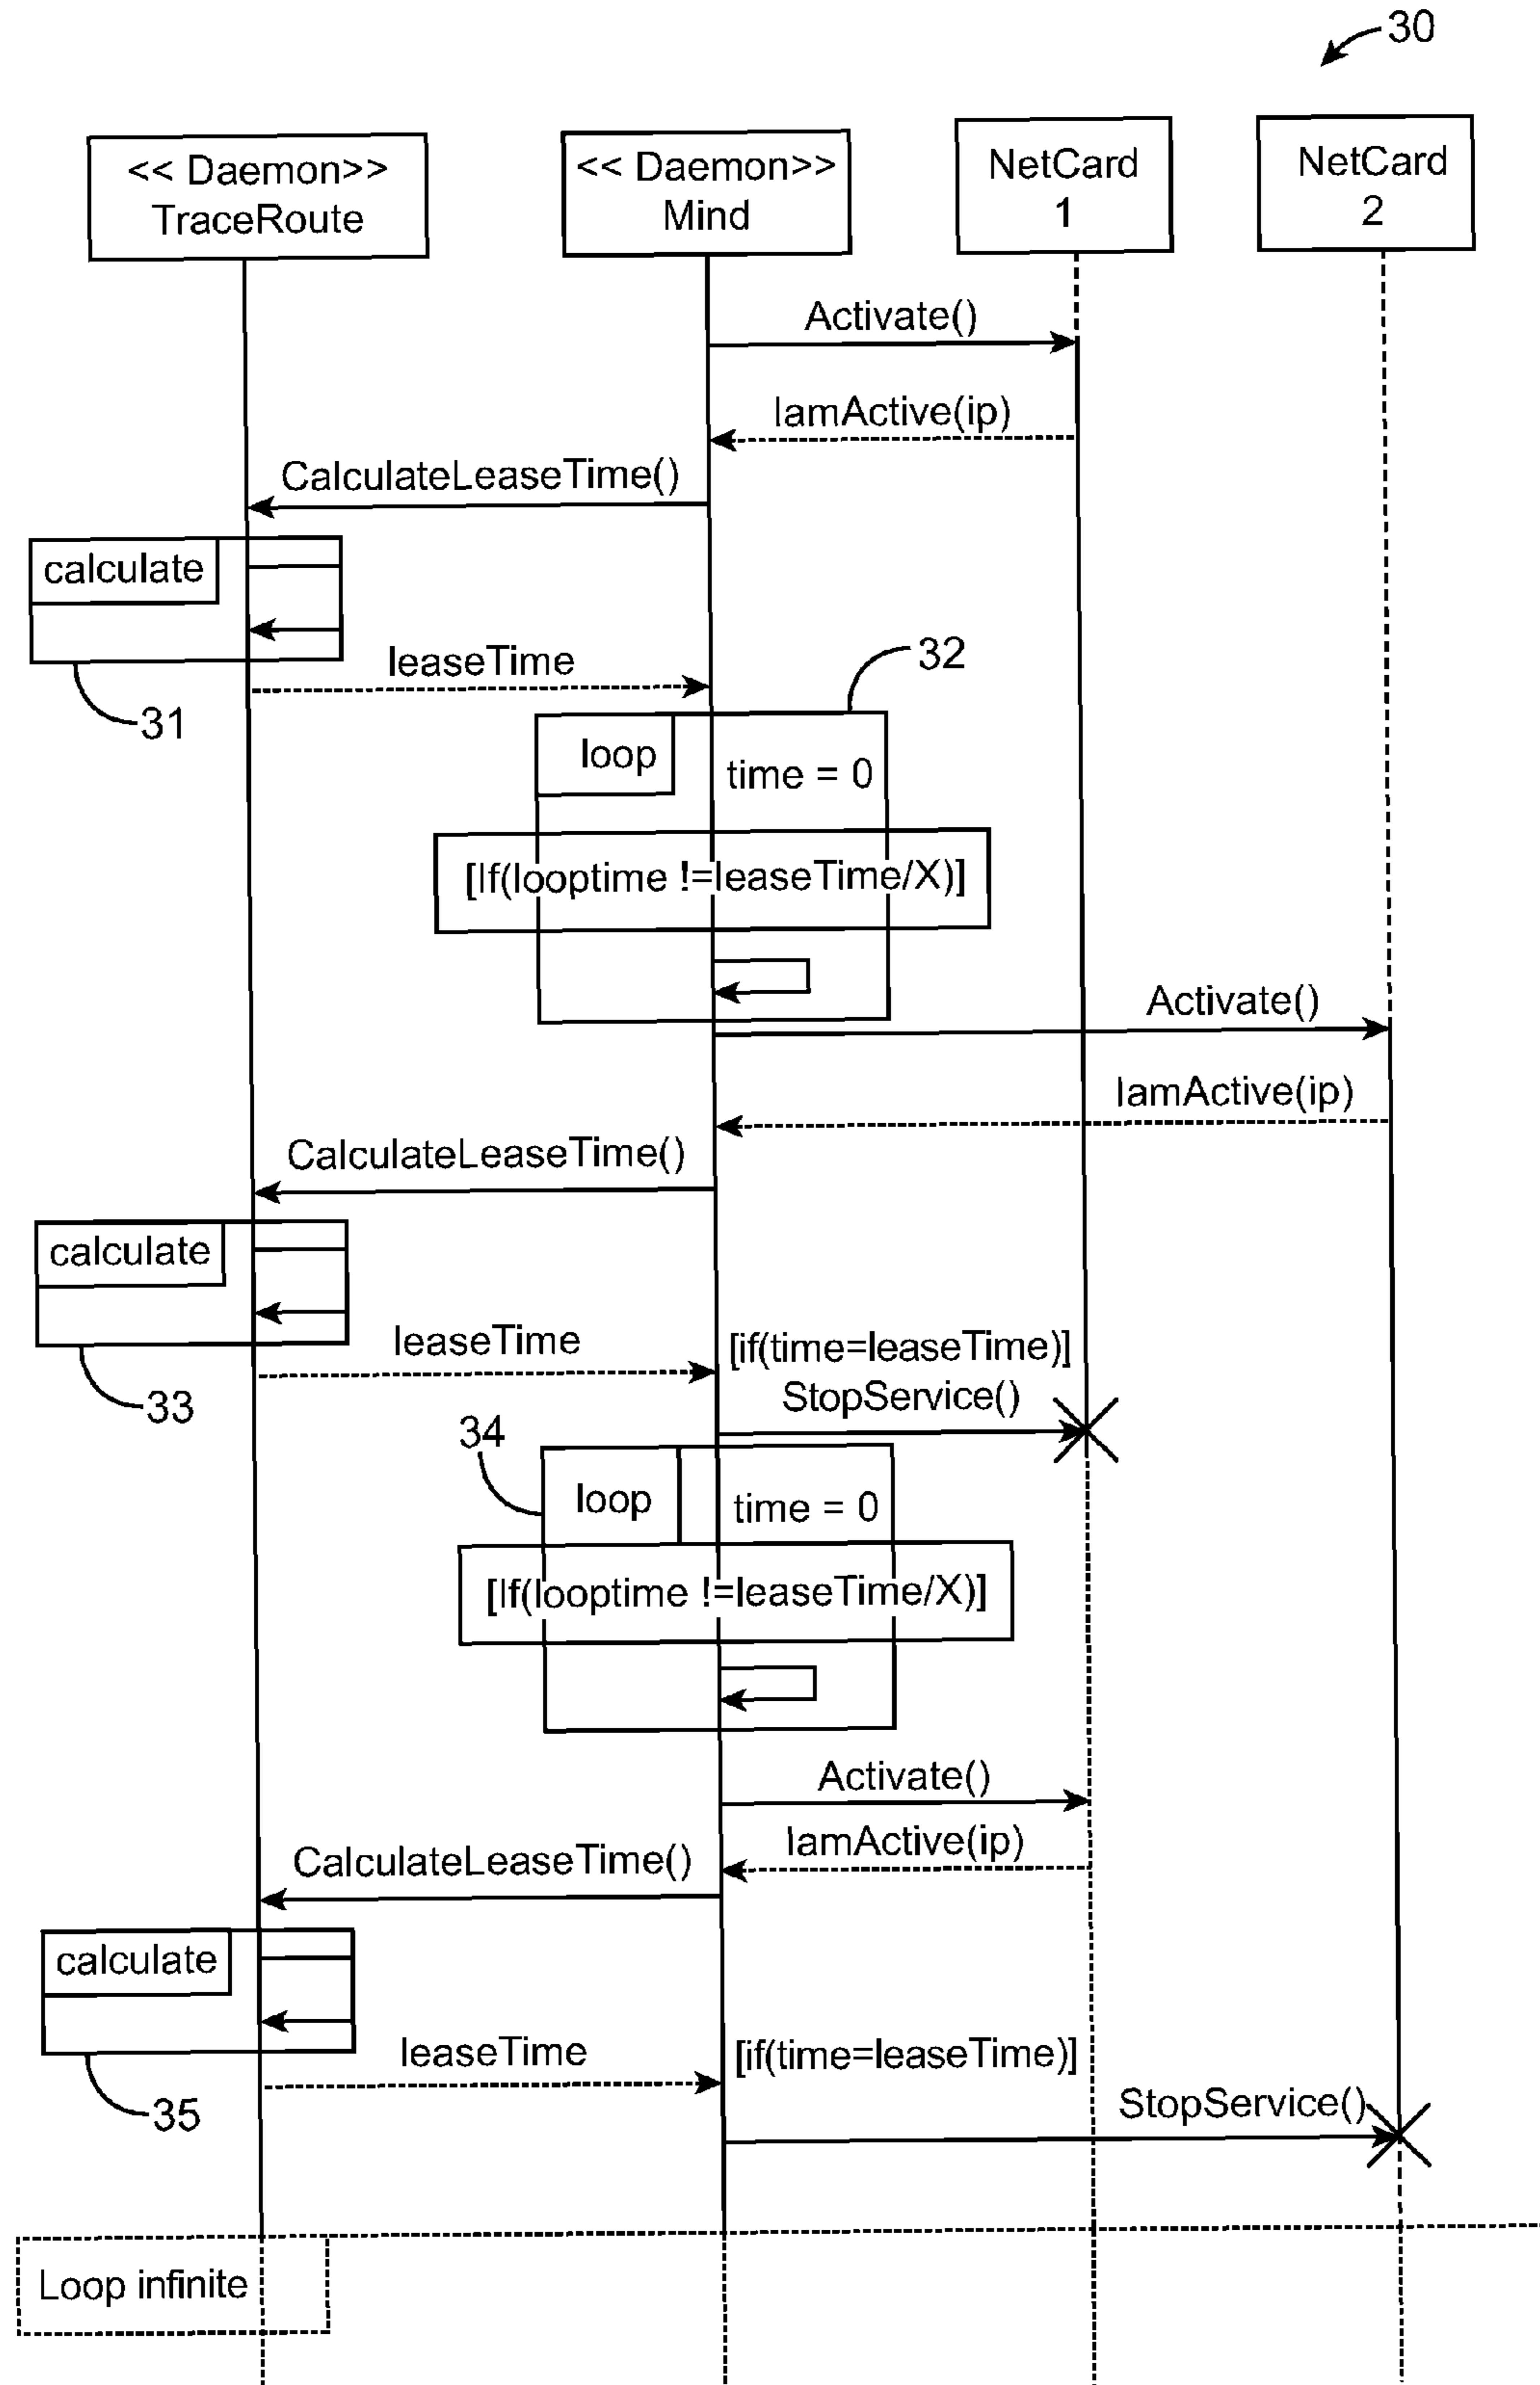 30
<< Daemon>>
TraceRoute
<< Daemon>>
Mind
NetCard
1
NetCard
2
Activate()
IamActive(ip)
CalculateLeaseTime()
calculate
31
leaseTime
32
loop
time = 0
[If(looptime !=leaseTime/X)]
Activate()
IamActive(ip)
CalculateLeaseTime()
calculate
33
leaseTime
[if(time=leaseTime)]
StopService()
34
loop
time = 0
[If(looptime !=leaseTime/X)]
Activate()
IamActive(ip)
CalculateLeaseTime()
calculate
35
leaseTime
[if(time=leaseTime)]
StopService()
Loop infinite